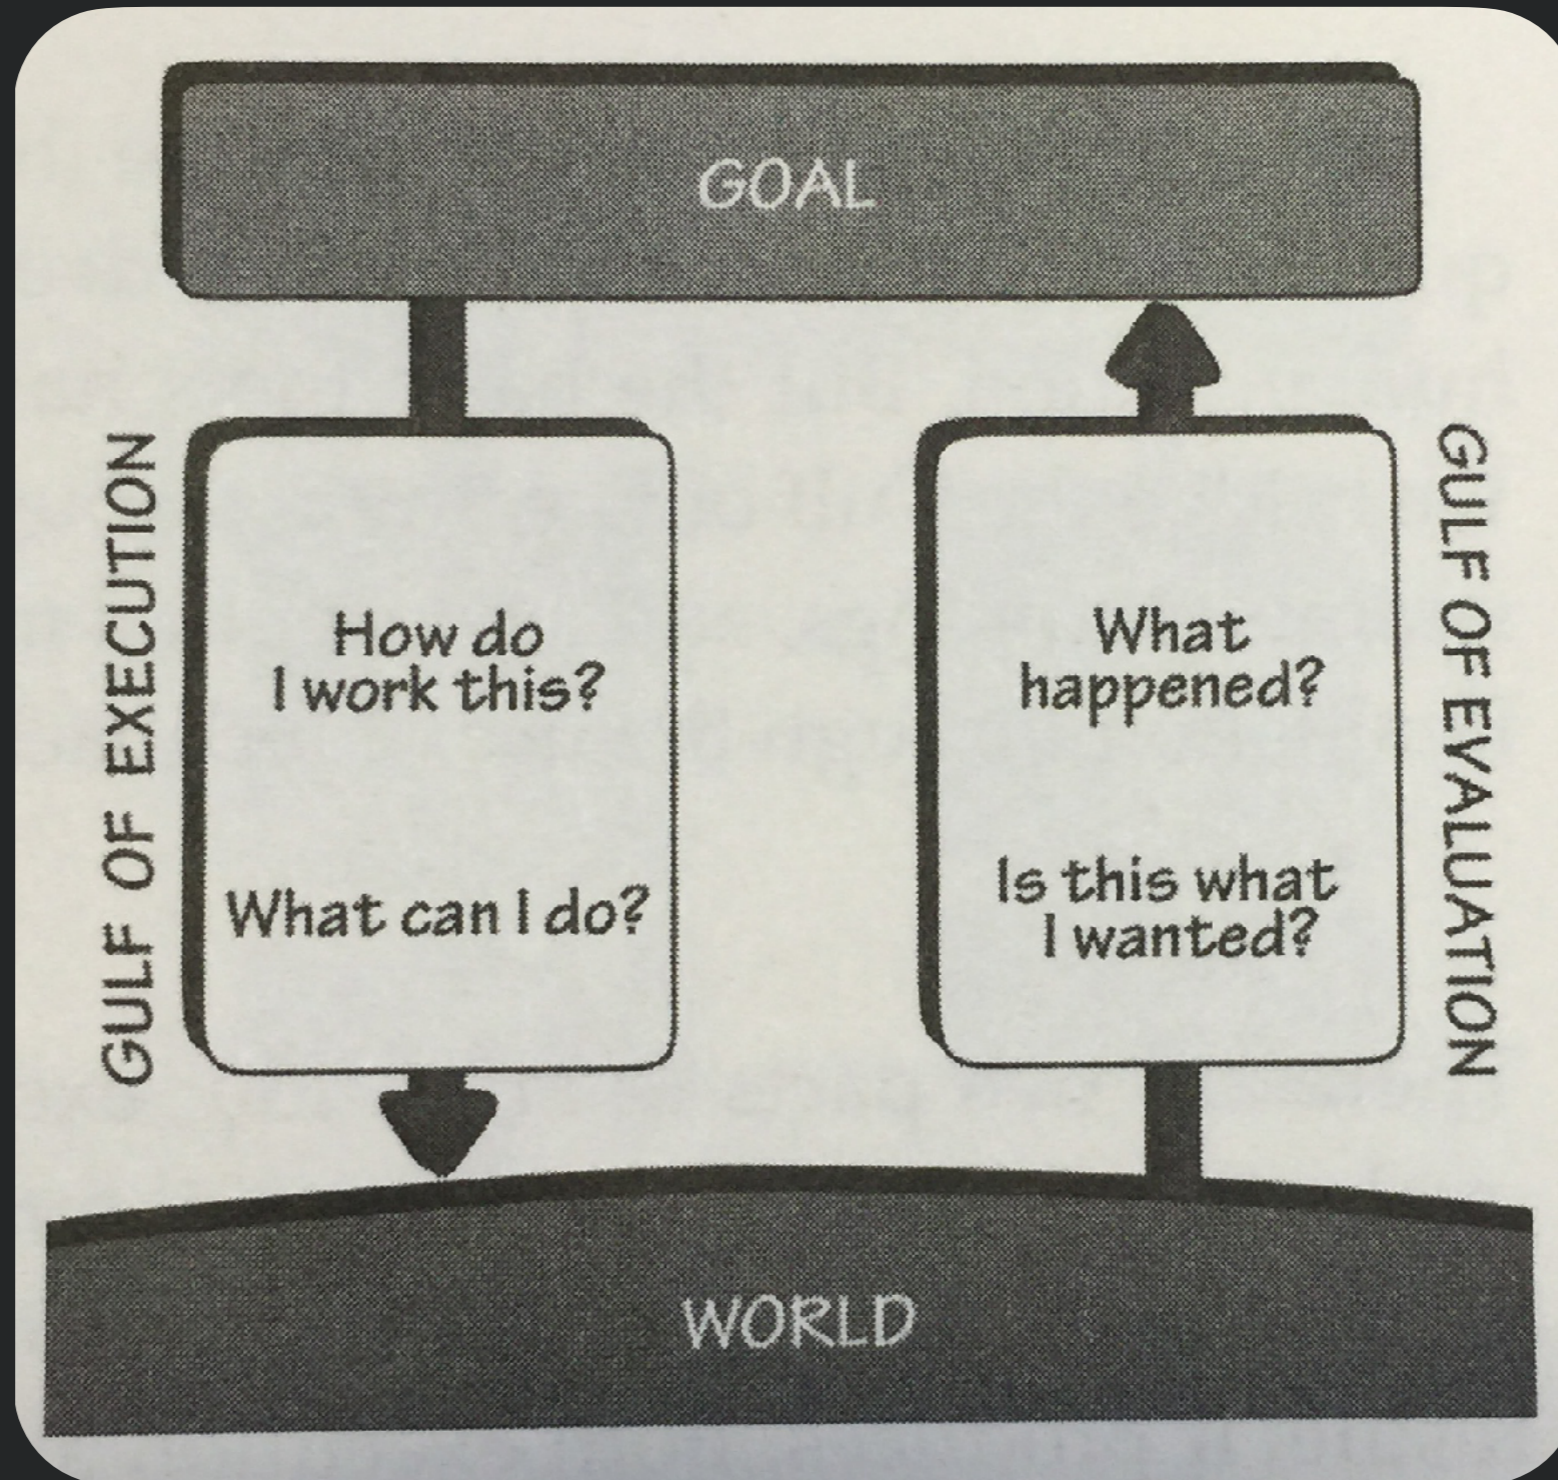 GOAL
GULF OF EXECUTION
How do
I work this?
What can I do?
What
happened?
Is this what
I wanted?
GULF OF EVALUATION
WORLD